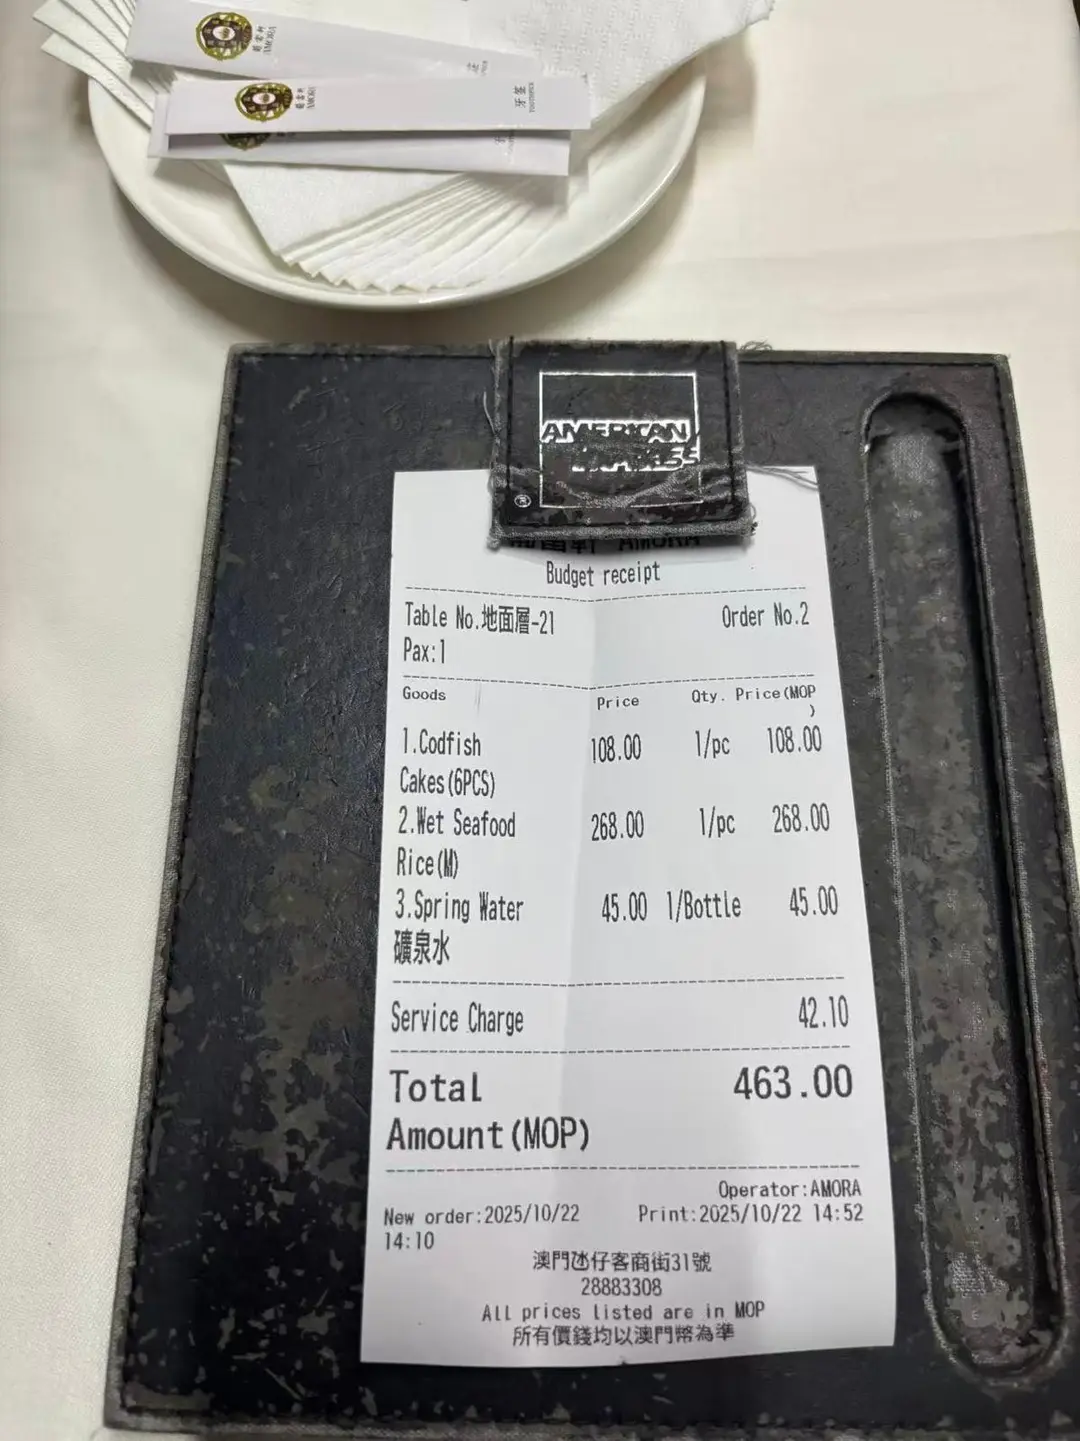 AMORA
AMORA
牙签
AMERICAN
EXPRESS
®
AMORA
Budget receipt
Table No.地面層-21 Order No.2
Pax:1
Goods Price Qty. Price(MOP
)
1.Codfish 108.00 1/pc 108.00
Cakes(6PCS)
2.Wet Seafood 268.00 1/pc 268.00
Rice(M)
3.Spring Water 45.00 1/Bottle 45.00
礦泉水
Service Charge 42.10
Total 463.00
Amount(MOP)
Operator:AMORA
New order:2025/10/22 Print:2025/10/22 14:52
14:10
澳門氹仔客商街31號
28883308
All prices listed are in MOP
所有價錢均以澳門幣為準